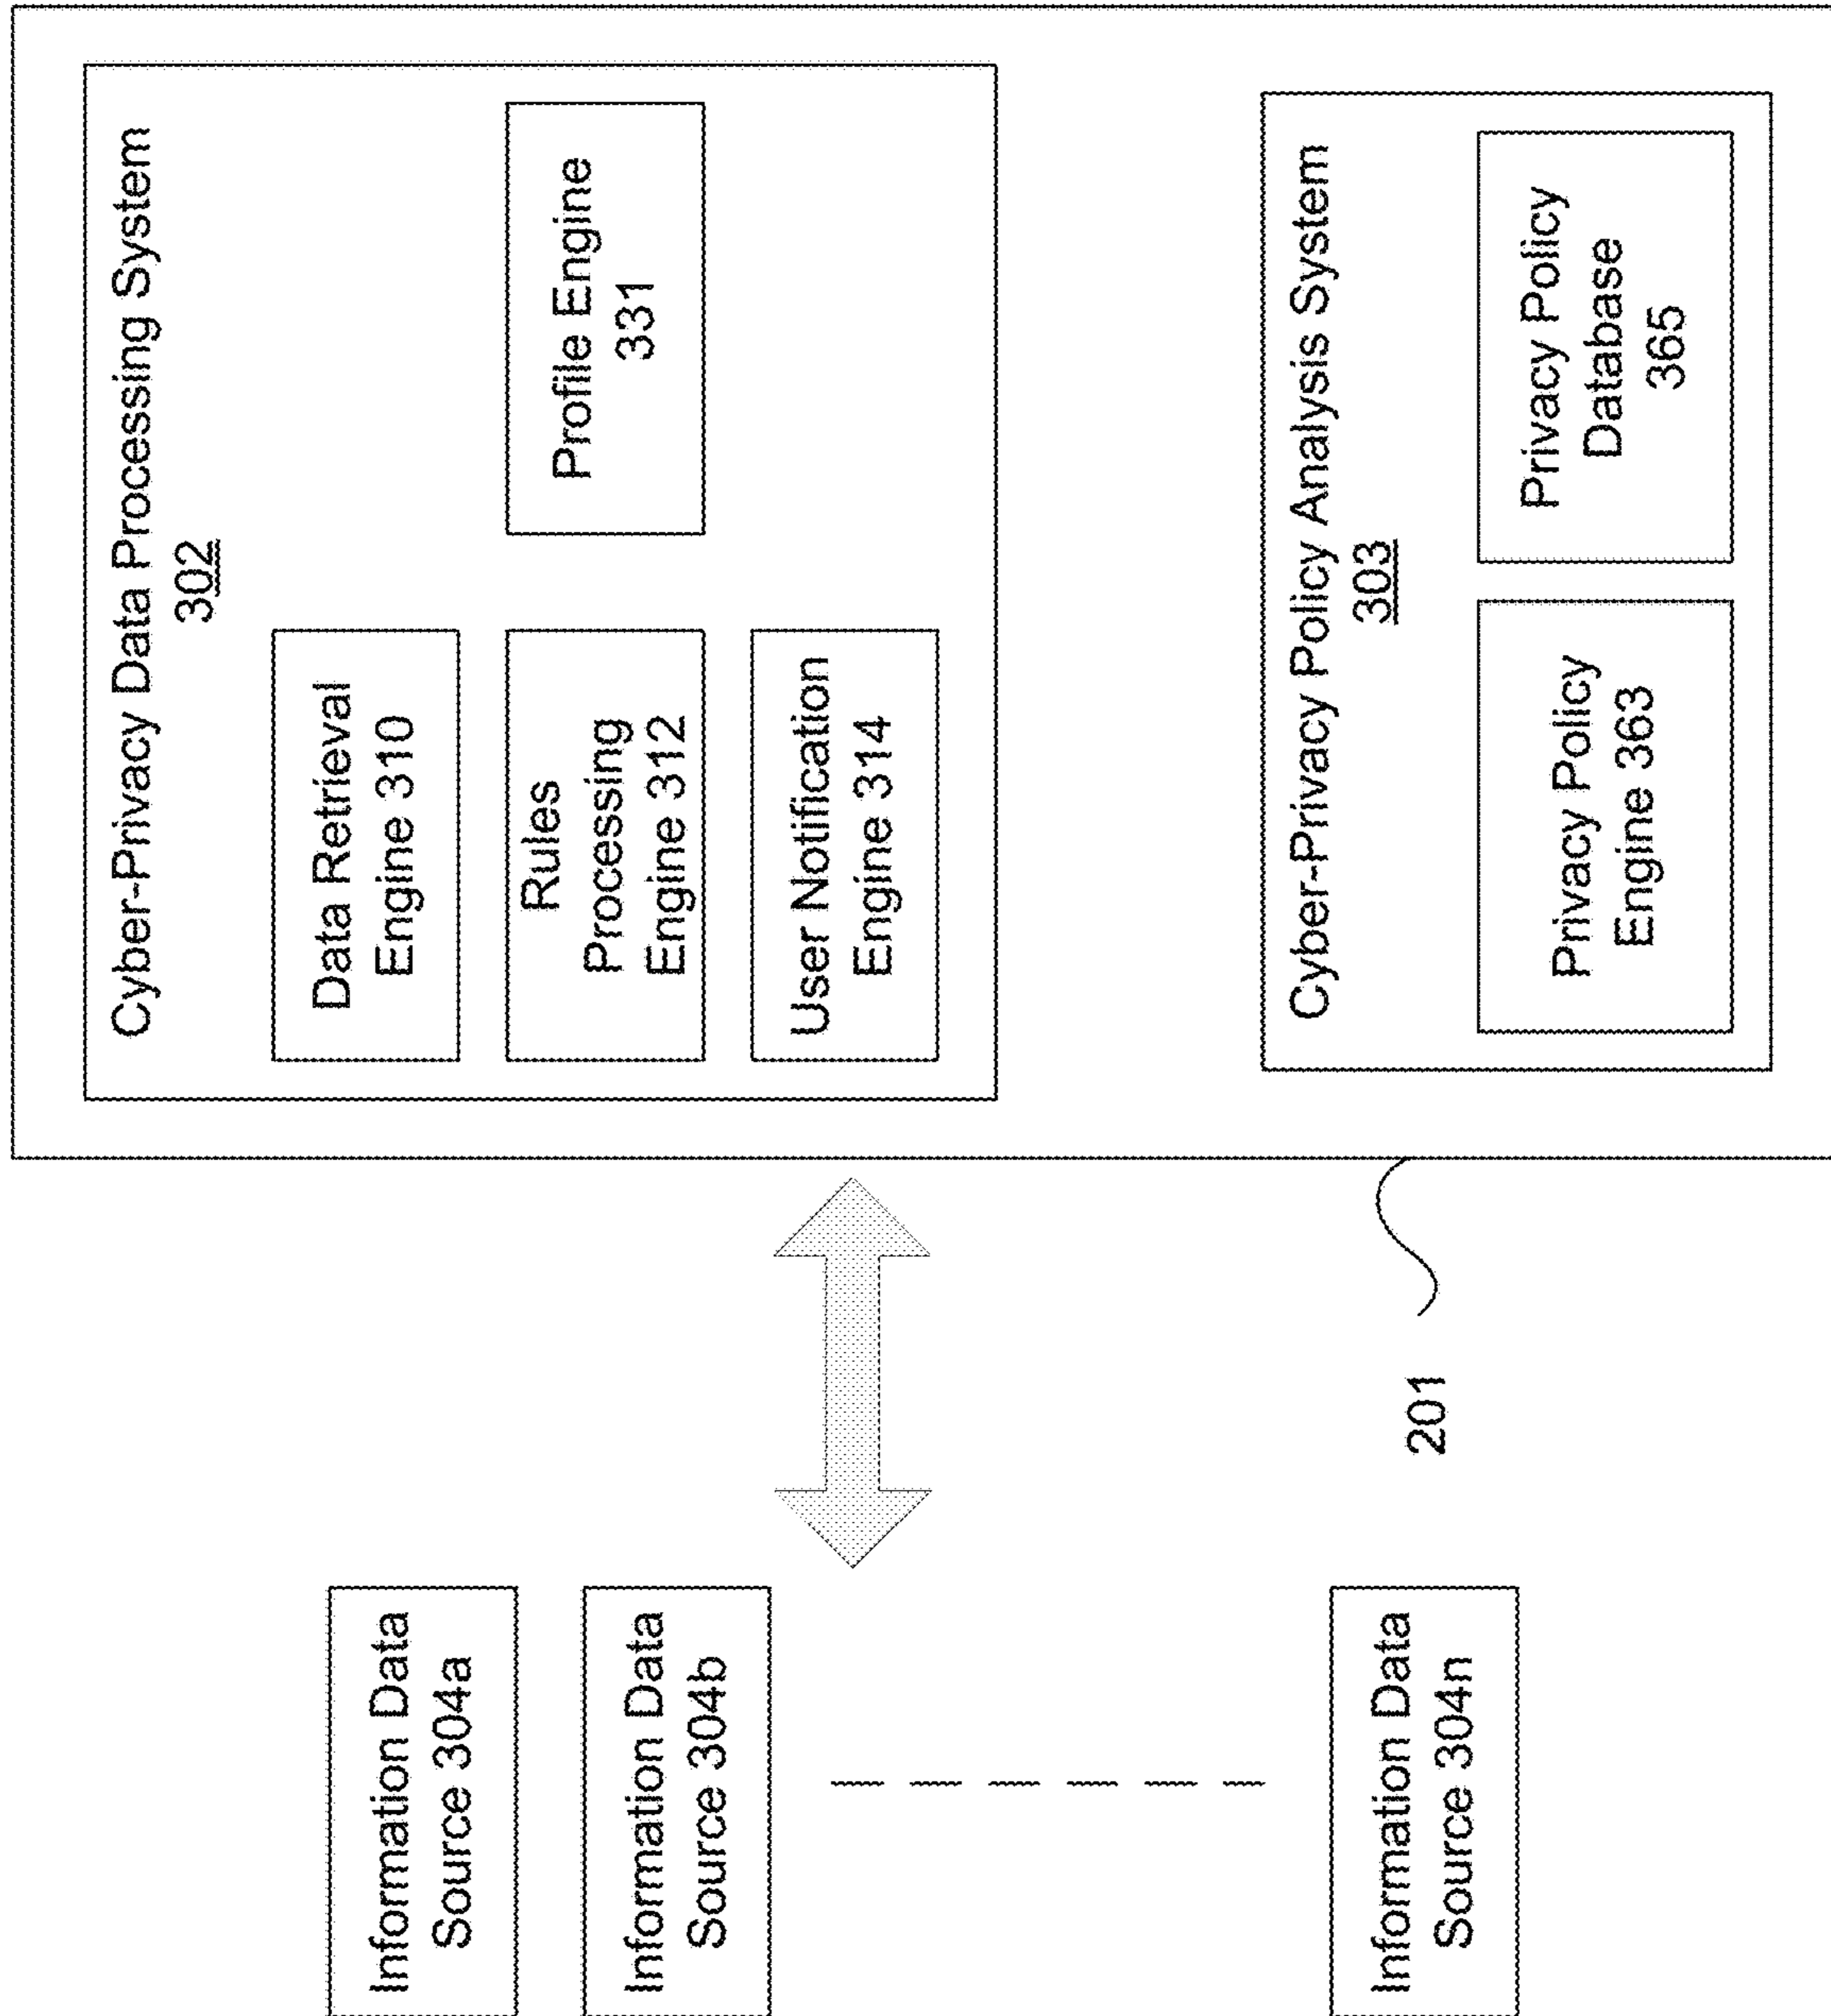 Information Data
Source 304a
Information Data
Source 304b
Information Data
Source 304n
201
Cyber-Privacy Data Processing System
302
Data Retrieval
Engine 310
Rules
Processing
Engine 312
User Notification
Engine 314
Profile Engine
331
Cyber-Privacy Policy Analysis System
303
Privacy Policy
Engine 363
Privacy Policy
Database
365